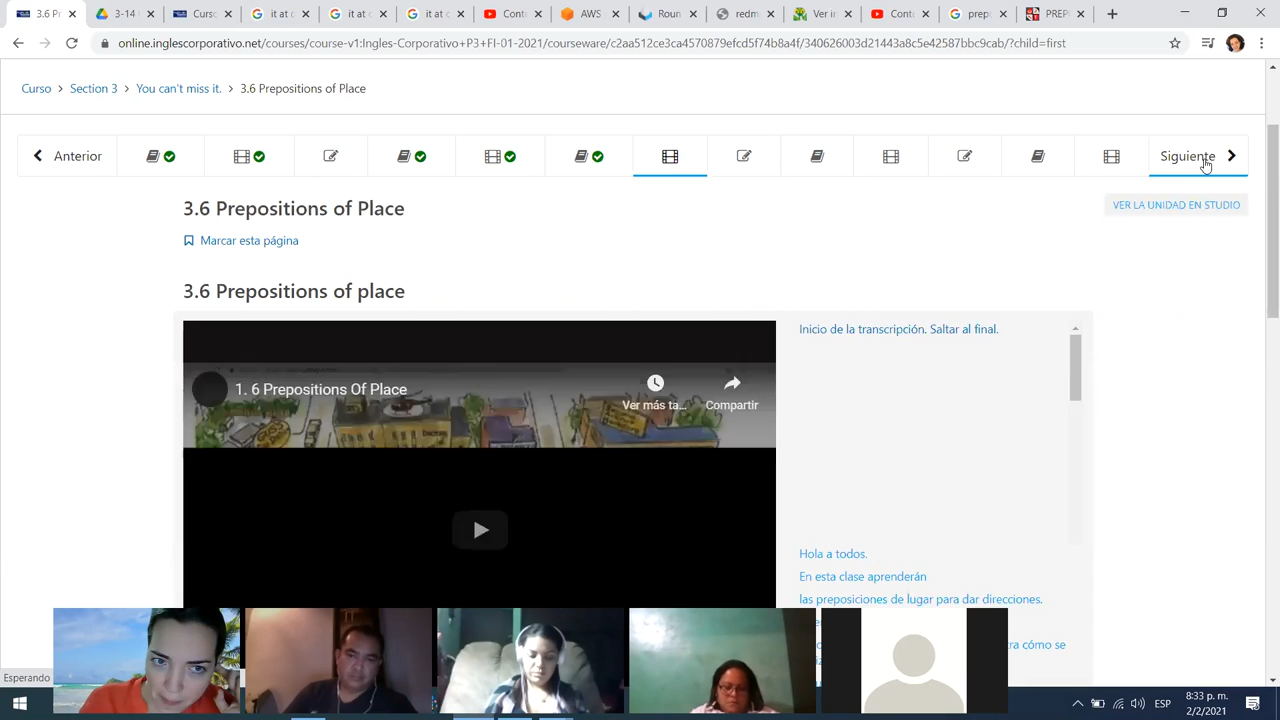 3.6 Pr
3-14
Curso
it at c
it at c
it at c
Conte
AWS
Roun
redm
Ver in
Conte
prep
PREP
online.inglescorporativo.net/courses/course-v1:Ingles-Corporativo+P3+FI-01-2021/courseware/c2aa512ce3ca4570879efcd5f74b8a4f/340626003d21443a8c5e42587bbc9cab/?child=first
Curso > Section 3 > You can't miss it. > 3.6 Prepositions of Place
Anterior
Siguiente
3.6 Prepositions of Place
VER LA UNIDAD EN STUDIO
Marcar esta página
3.6 Prepositions of place
1. 6 Prepositions Of Place
Ver más ta...
Compartir
Inicio de la transcripción. Saltar al final.
Hola a todos.
En esta clase aprenderán
las preposiciones de lugar para dar direcciones.
ra cómo se
Esperando
ESP
8:33 p. m.
2/2/2021